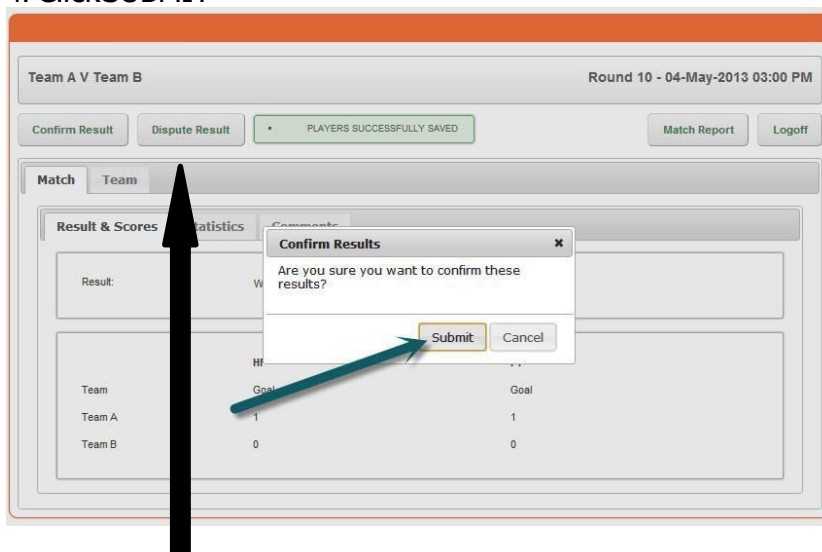 Team A V Team B Round 10 - 04-May-2013 03:00 PM
Confirm Result Dispute Result • PLAYERS SUCCESSFULLY SAVED Match Report Logoff
Match Team
Result & Scores
Confirm Results ×
Result:
Are you sure you want to confirm these
results?
Submit Cancel
Team Goal Goal
Team A 1 1
Team B 0 0